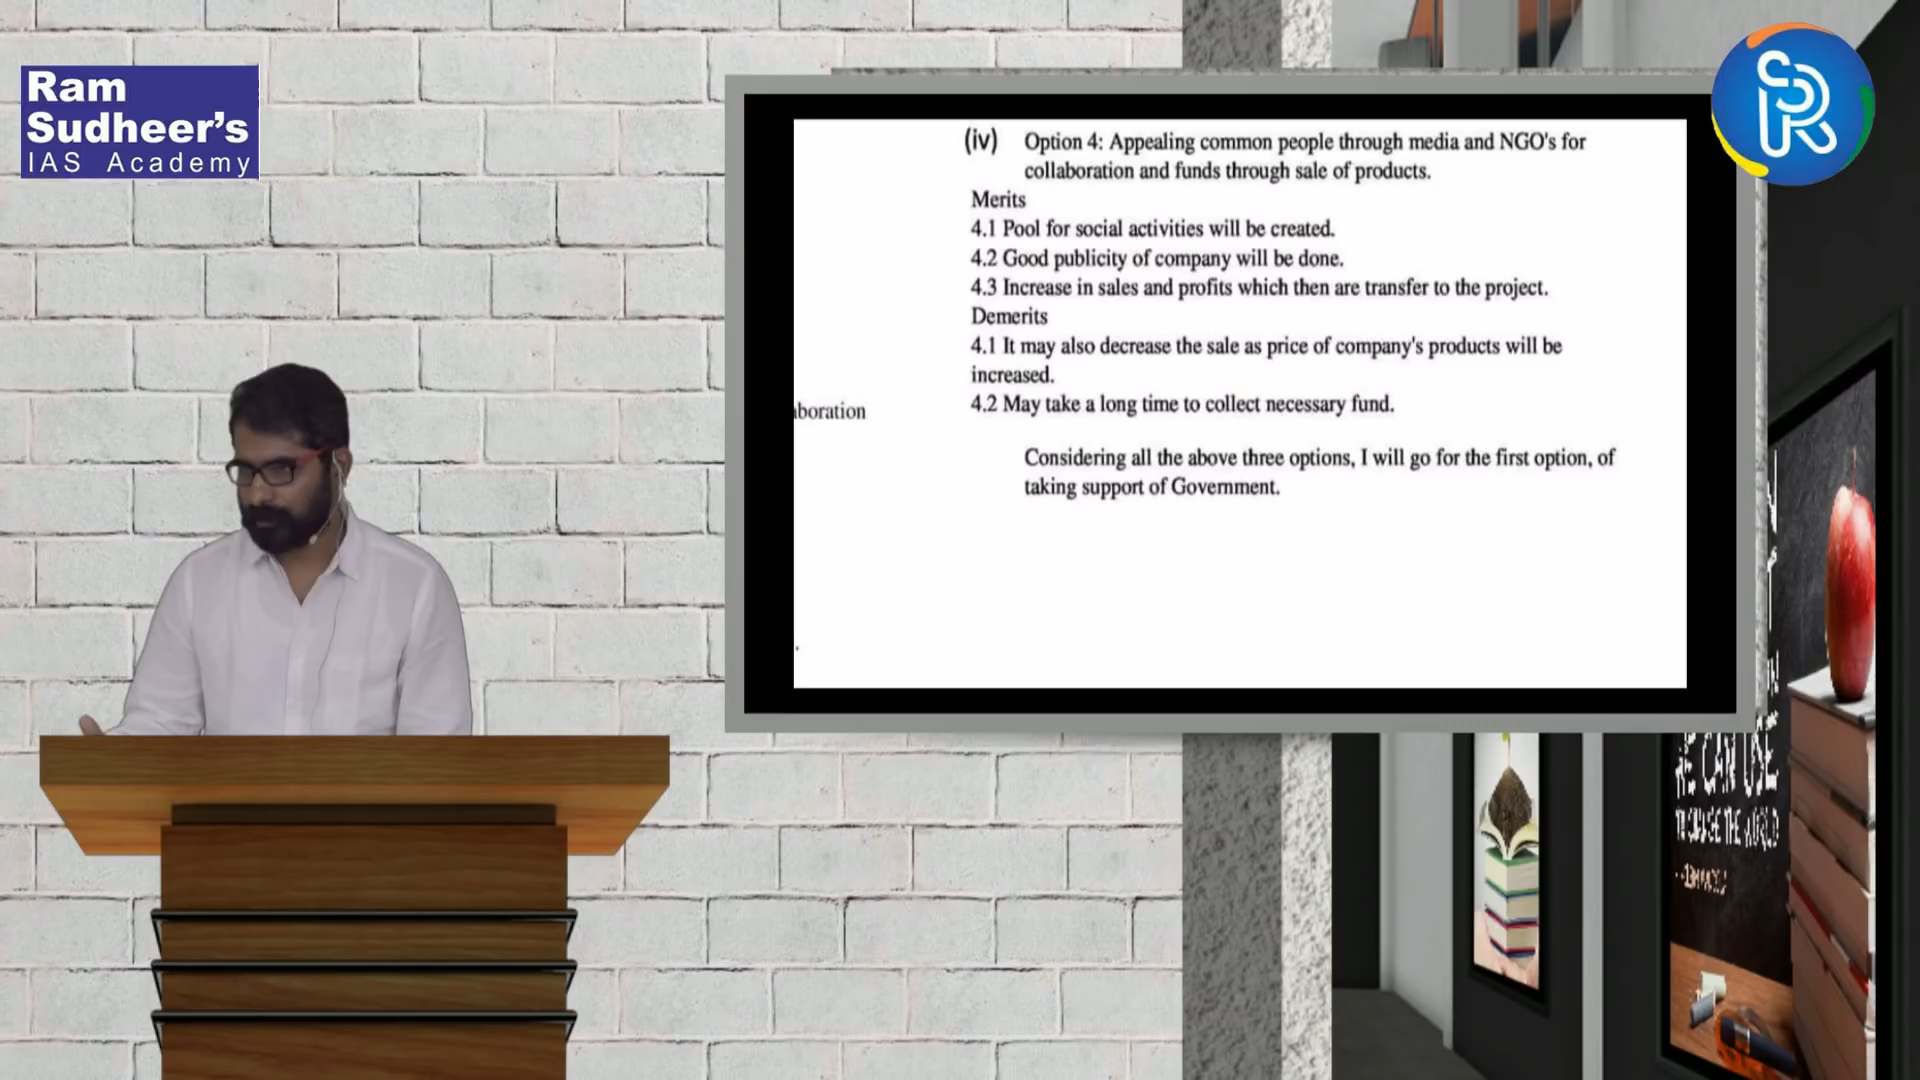 Ram
Sudheer's
IAS Academy
(iv) Option 4: Appealing common people through media and NGO's for
collaboration and funds through sale of products.
Merits
4.1 Pool for social activities will be created.
4.2 Good publicity of company will be done.
4.3 Increase in sales and profits which then are transfer to the project.
Demerits
4.1 It may also decrease the sale as price of company's products will be
increased.
4.2 May take a long time to collect necessary fund.
Considering all the above three options, I will go for the first option, of
taking support of Government.
CAN USE
THE WORLD